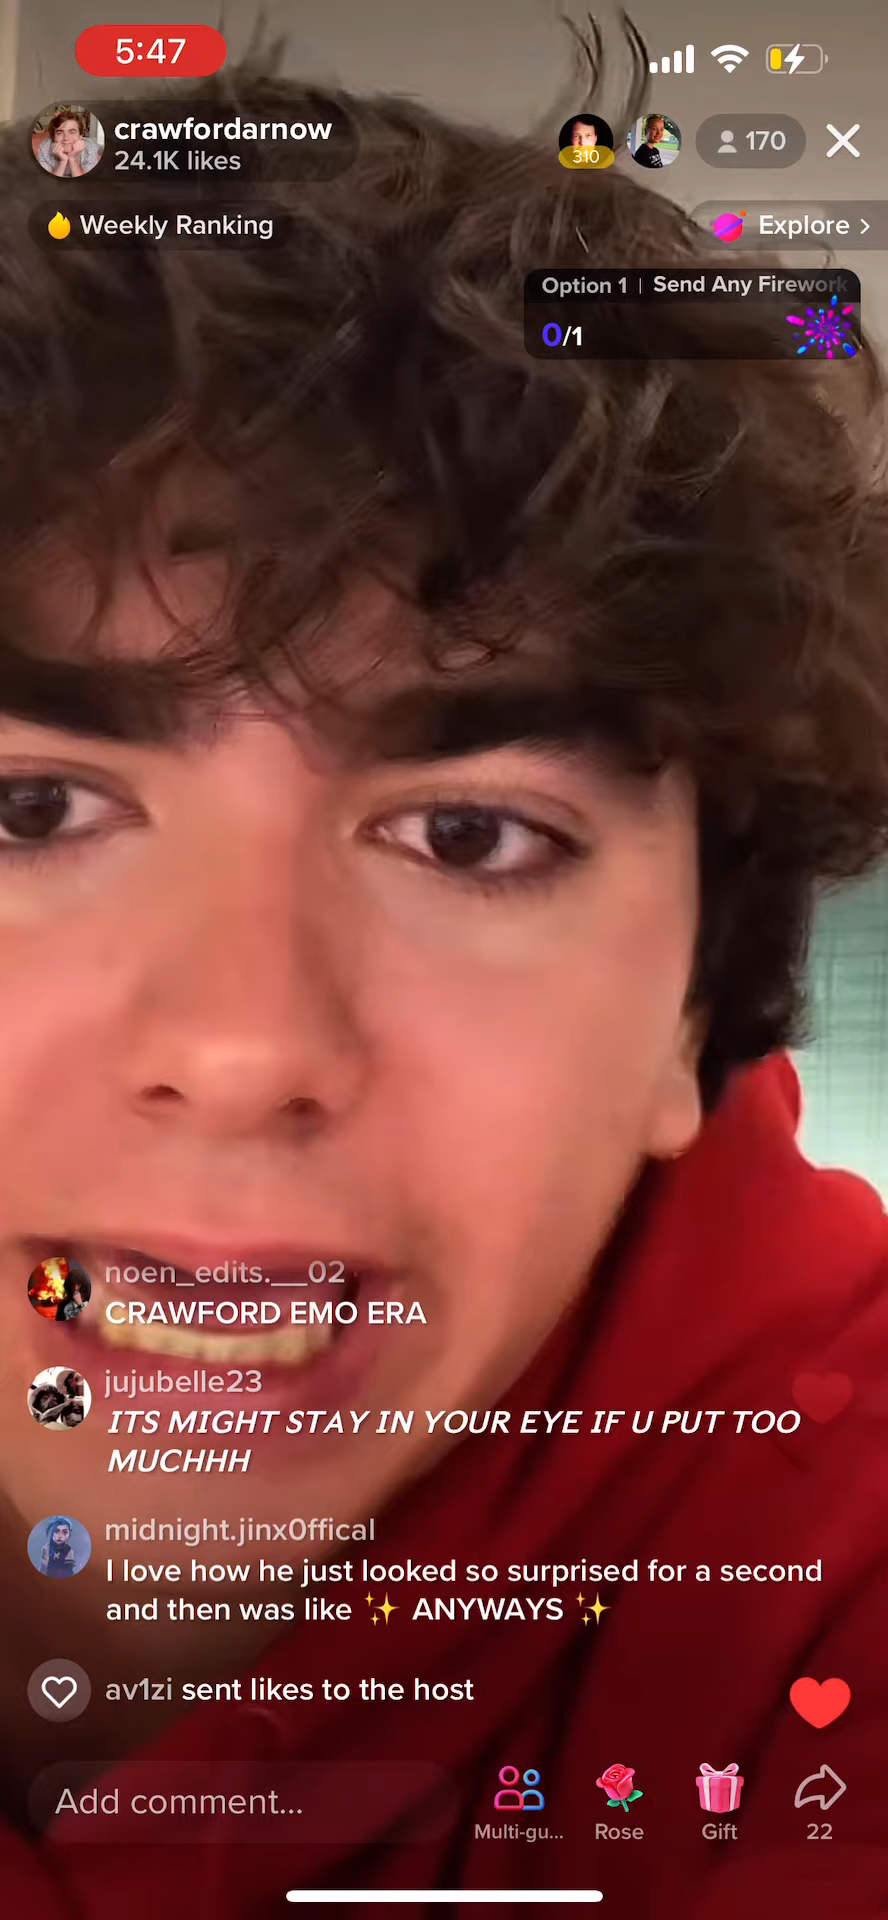 5:47
crawfordarnow
24.1K likes
310
170
Weekly Ranking
Explore >
Option 1 | Send Any Firework
0/1
noen_edits.__02
CRAWFORD EMO ERA
jujubelle23
ITS MIGHT STAY IN YOUR EYE IF U PUT TOO
MUCHHH
midnight.jinx0ffical
I love how he just looked so surprised for a second
and then was like ✨ ANYWAYS ✨
av1zi sent likes to the host
Add comment...
Multi-gu...
Rose
Gift
22